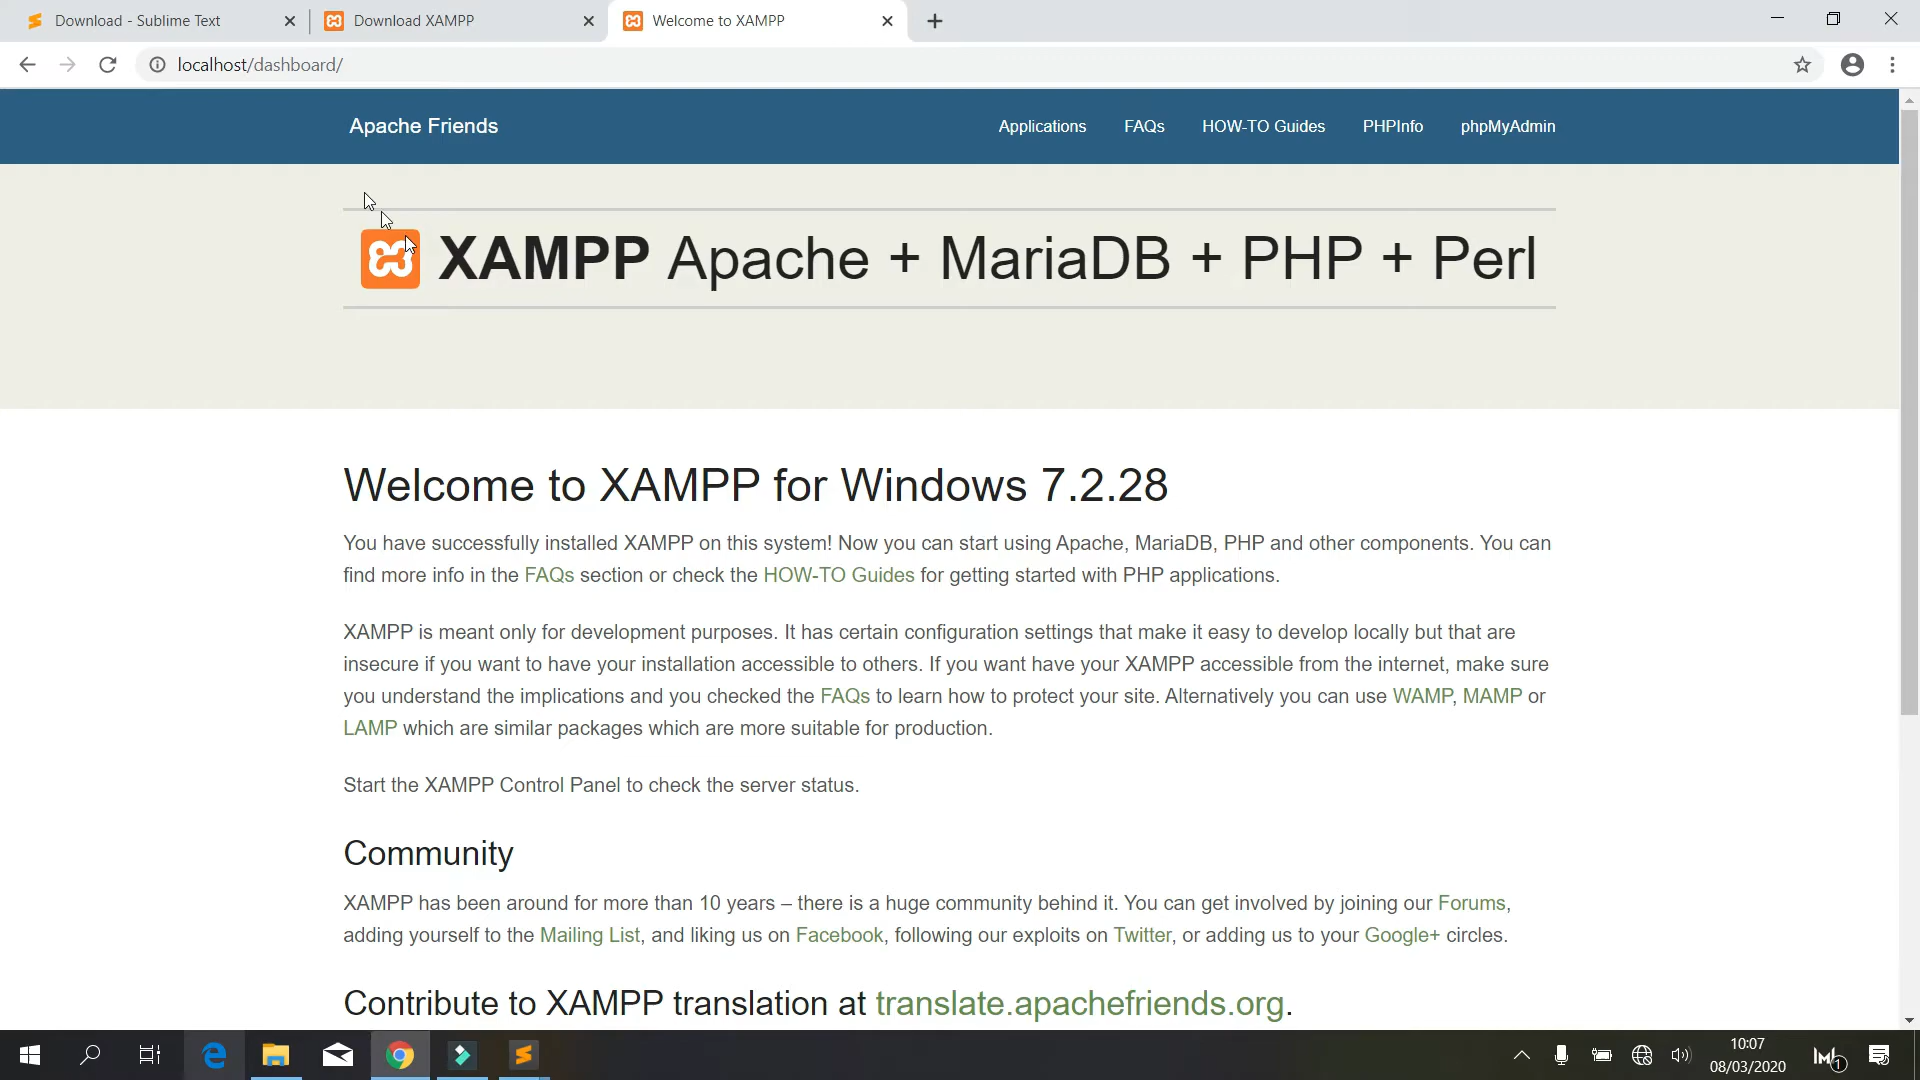 Download - Sublime Text
Download XAMPP
Welcome to XAMPP
localhost/dashboard/
Apache Friends
Applications
FAQs
HOW-TO Guides
PHPInfo
phpMyAdmin
XAMPP Apache + MariaDB + PHP + Perl
Welcome to XAMPP for Windows 7.2.28
You have successfully installed XAMPP on this system! Now you can start using Apache, MariaDB, PHP and other components. You can
find more info in the FAQs section or check the HOW-TO Guides for getting started with PHP applications.
XAMPP is meant only for development purposes. It has certain configuration settings that make it easy to develop locally but that are
insecure if you want to have your installation accessible to others. If you want have your XAMPP accessible from the internet, make sure
you understand the implications and you checked the FAQs to learn how to protect your site. Alternatively you can use WAMP, MAMP or
LAMP which are similar packages which are more suitable for production.
Start the XAMPP Control Panel to check the server status.
Community
XAMPP has been around for more than 10 years – there is a huge community behind it. You can get involved by joining our Forums,
adding yourself to the Mailing List, and liking us on Facebook, following our exploits on Twitter, or adding us to your Google+ circles.
Contribute to XAMPP translation at translate.apachefriends.org.
10:07
08/03/2020
1